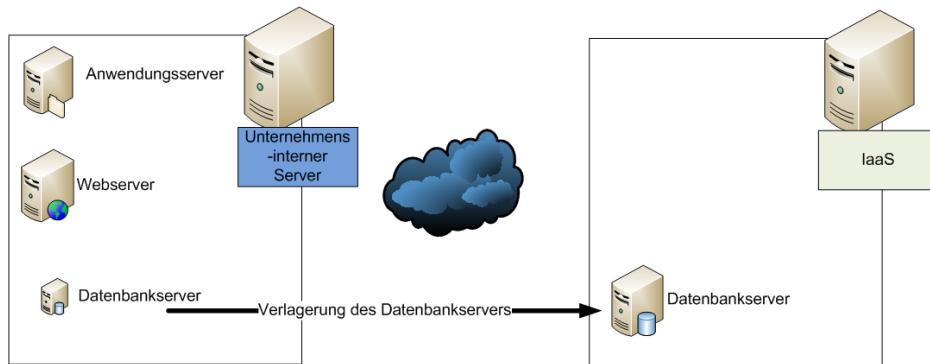 Anwendungsserver
Unternehmens
-interner
Server
IaaS
Webserver
Datenbankserver
Verlagerung des Datenbankservers
Datenbankserver